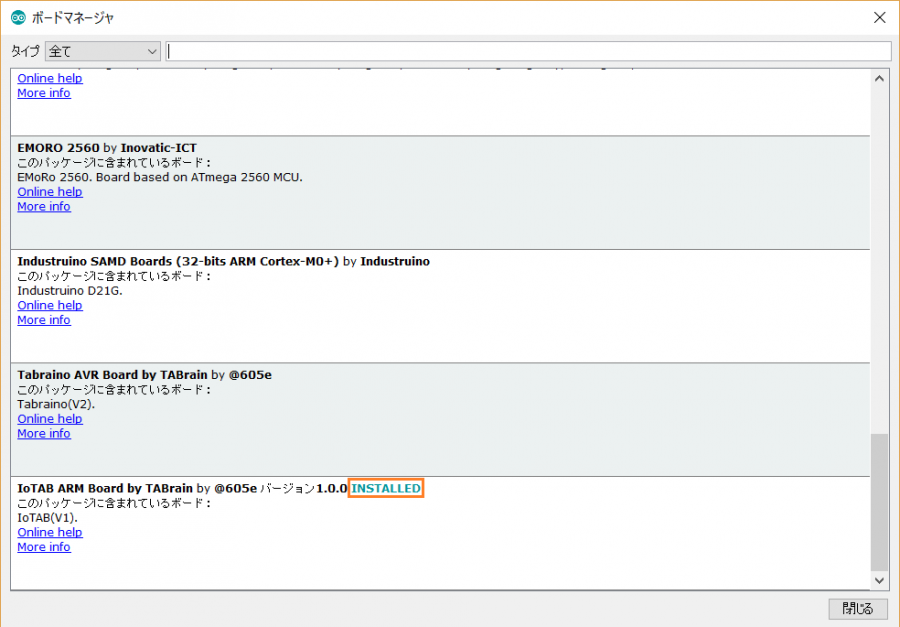 ボードマネージャ
タイプ 全て
Online help
More info
EMORO 2560 by Inovatic-ICT
このパッケージに含まれているボード：
EMoRo 2560. Board based on ATmega 2560 MCU.
Online help
More info
Industruino SAMD Boards (32-bits ARM Cortex-M0+) by Industruino
このパッケージに含まれているボード：
Industruino D21G.
Online help
More info
Tabraino AVR Board by TABrain by @605e
このパッケージに含まれているボード：
Tabraino(V2).
Online help
More info
IoTAB ARM Board by TABrain by @605e バージョン1.0.0 INSTALLED
このパッケージに含まれているボード：
IoTAB(V1).
Online help
More info
閉じる